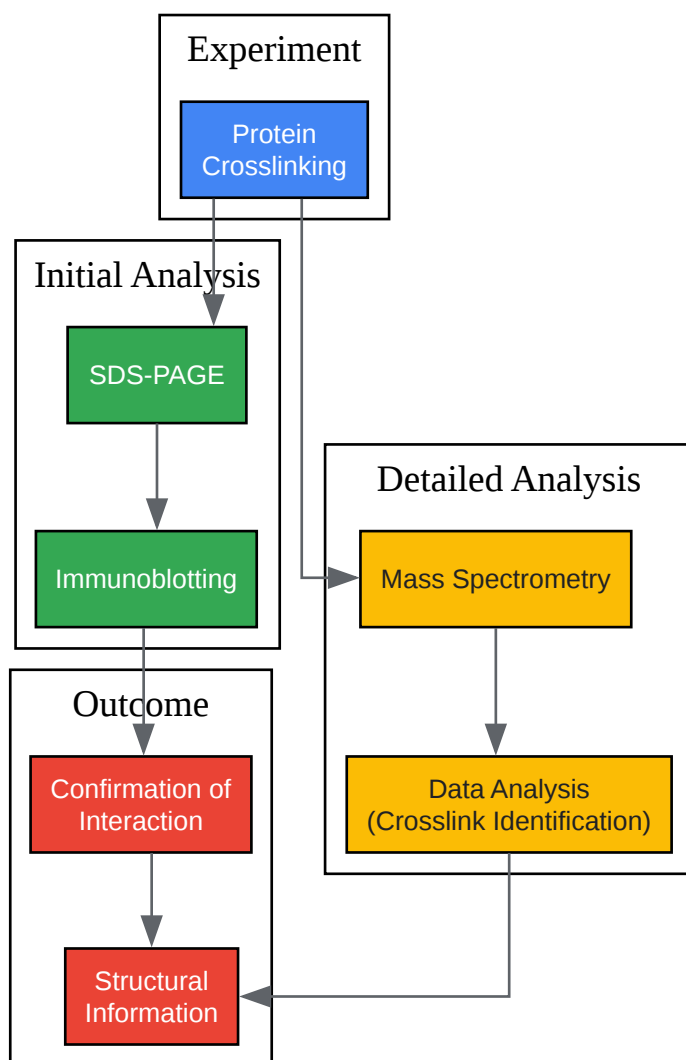 Experiment
Protein
Crosslinking
Initial Analysis
SDS-PAGE
Immunoblotting
Detailed Analysis
Mass Spectrometry
Data Analysis
(Crosslink Identification)
Outcome
Confirmation of
Interaction
Structural
Information